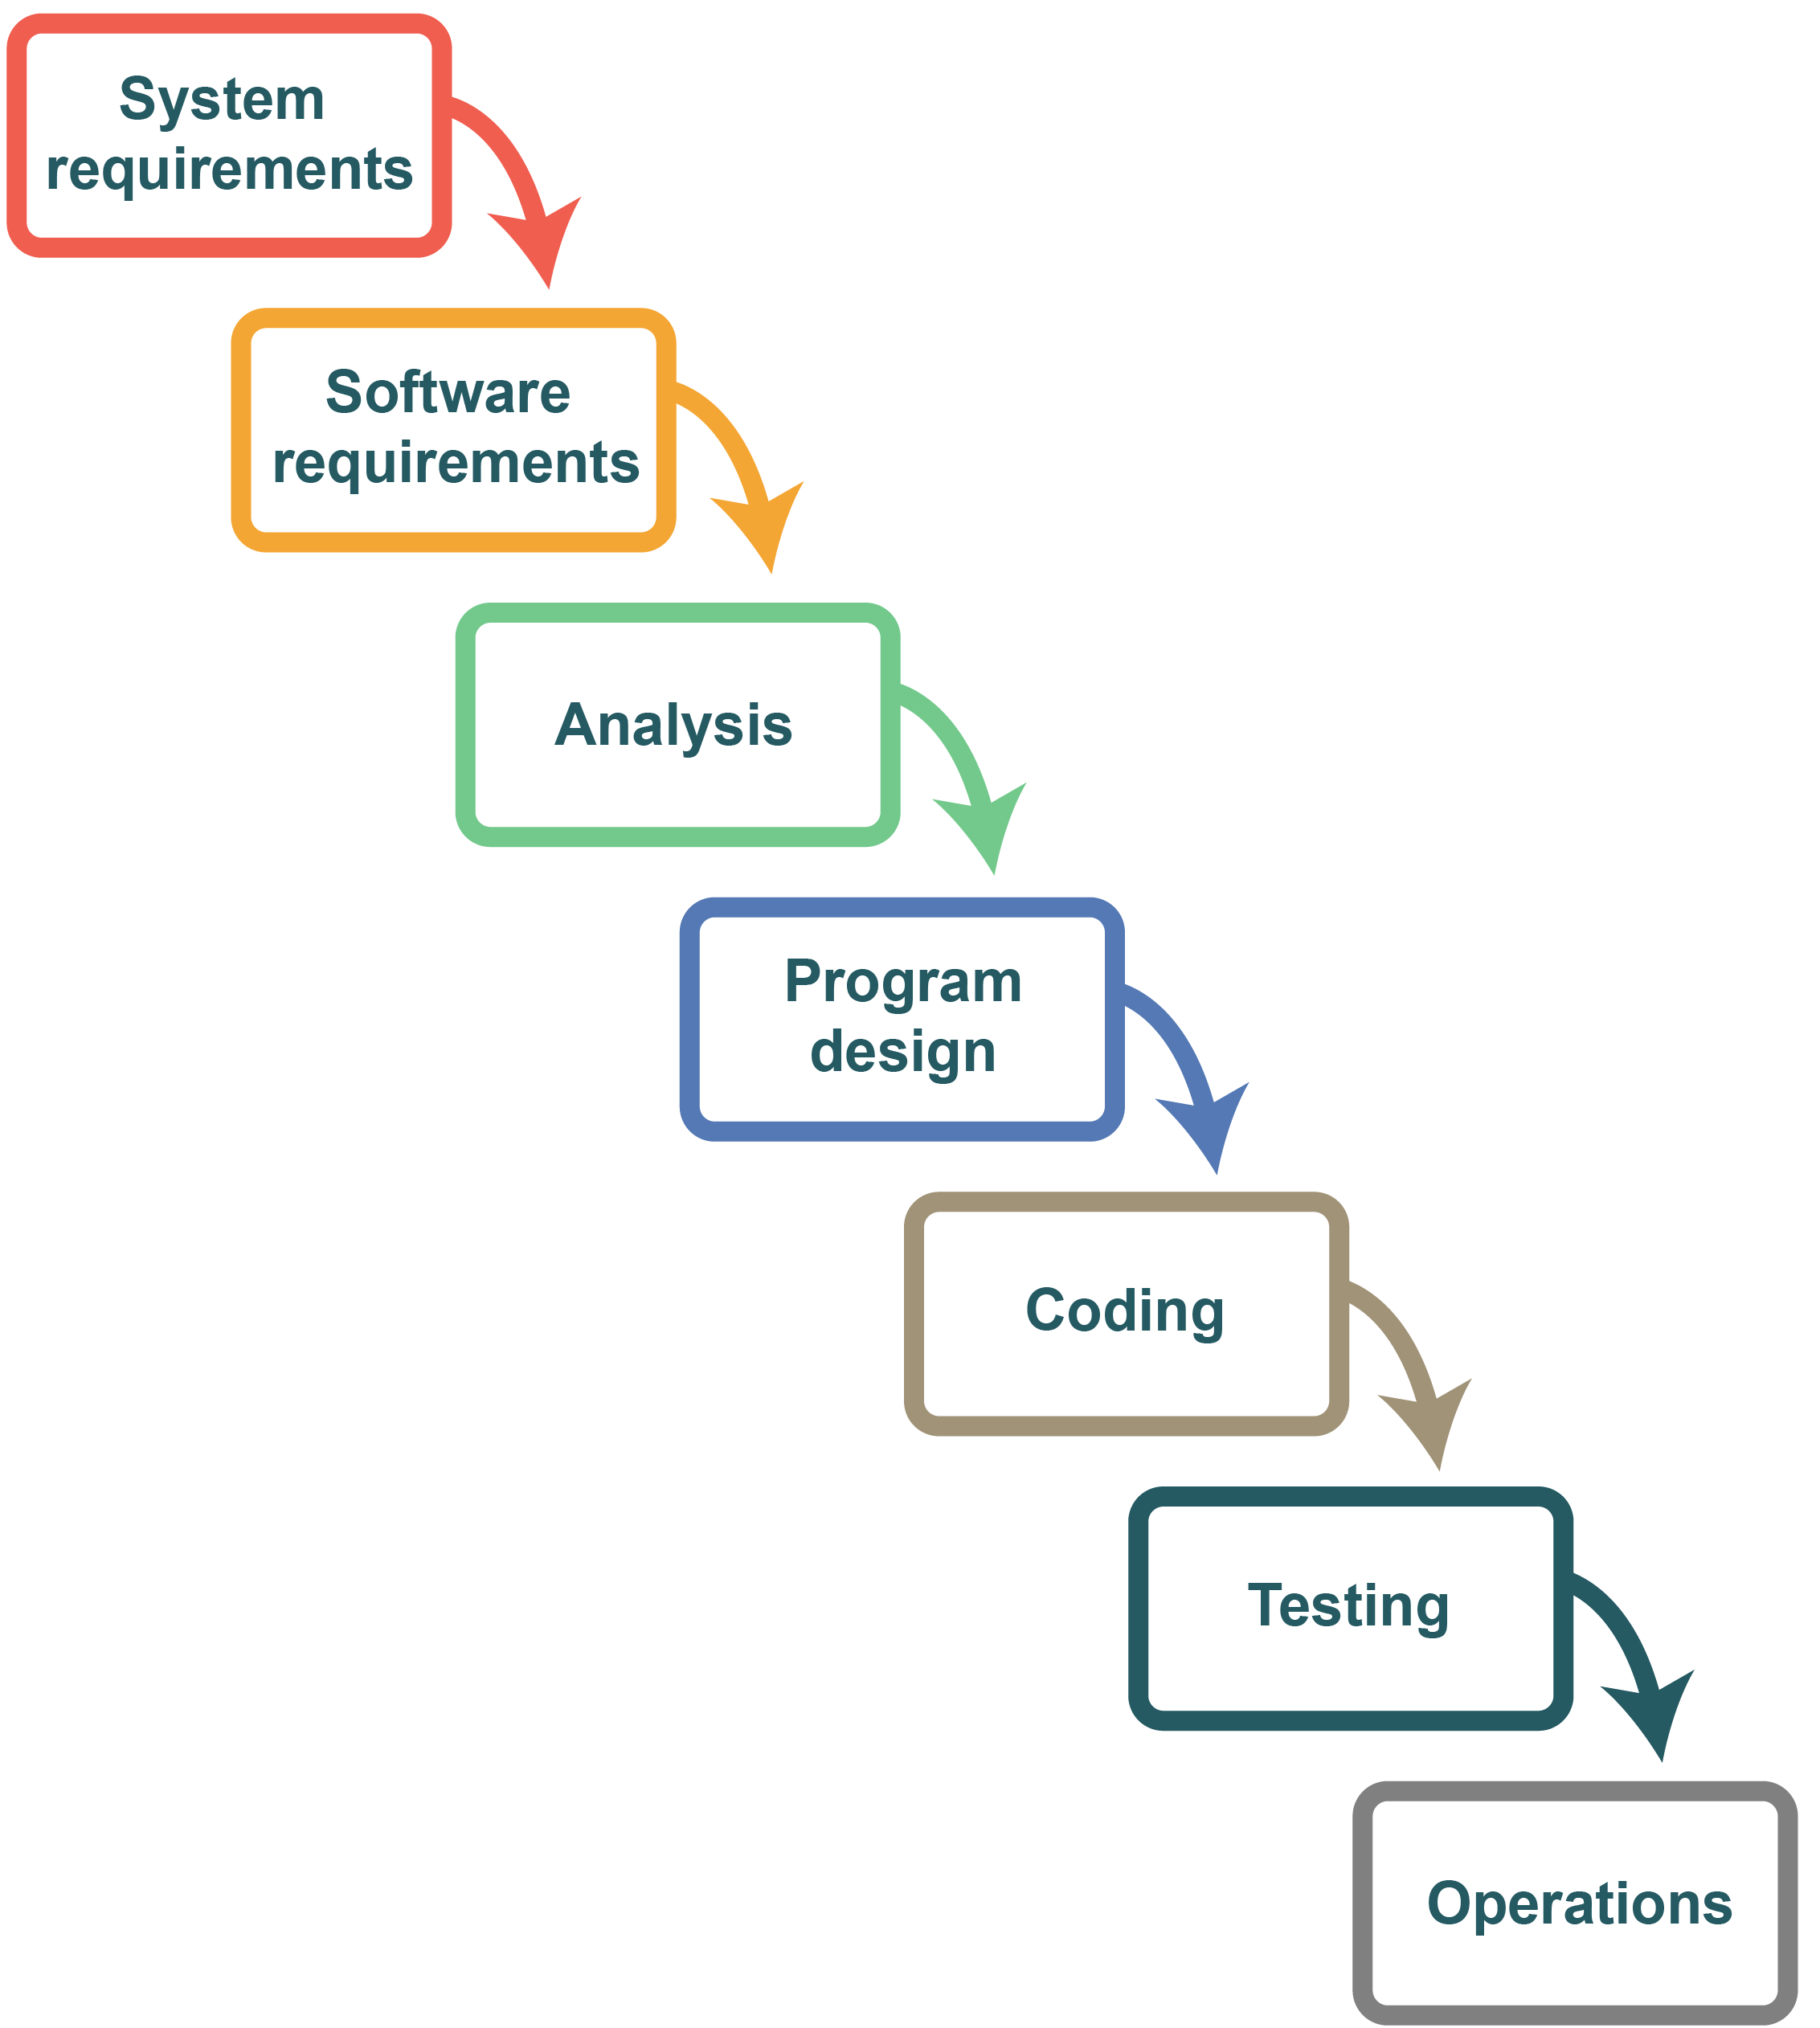 System
requirements
Software
requirements
Analysis
Program
design
Coding
Testing
Operations